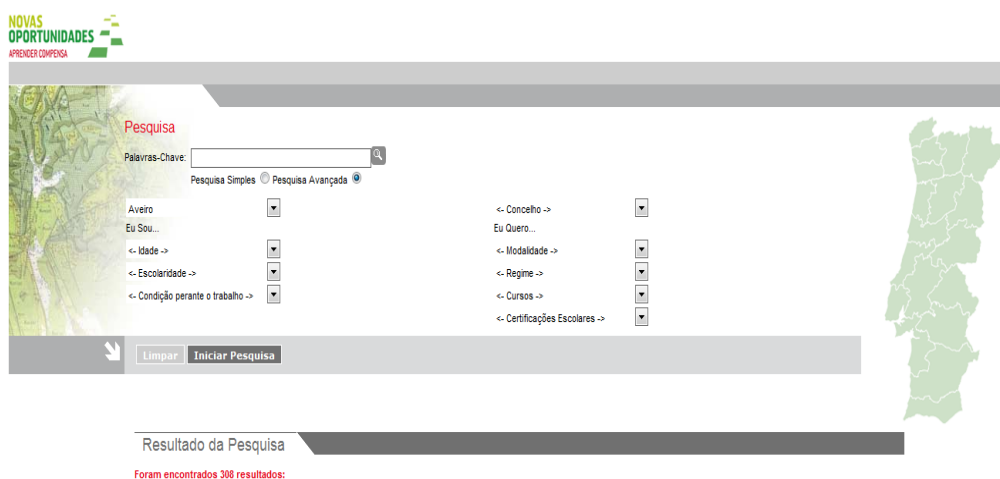 NOVAS
OPORTUNIDADES
APRENDER COMPENSA
Pesquisa
Palavras-Chave:
Pesquisa Simples Pesquisa Avançada
Aveiro <- Concelho ->
Eu Sou... Eu Quero...
<- Idade -> <- Modalidade ->
<- Escolaridade -> <- Regime ->
<- Condição perante o trabalho -> <- Cursos ->
<- Certificações Escolares ->
Limpar Iniciar Pesquisa
Resultado da Pesquisa
Foram encontrados 308 resultados: